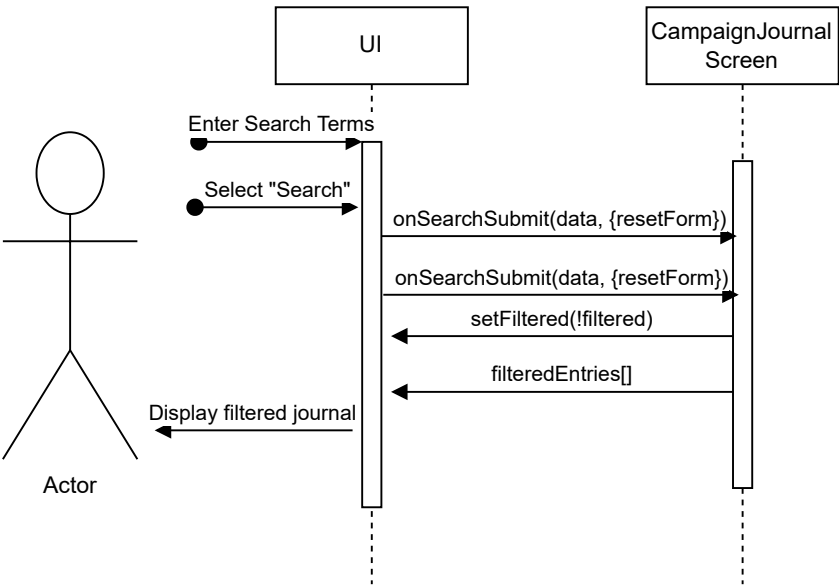 UI
CampaignJournal
Screen
Enter Search Terms
Select "Search"
onSearchSubmit(data, {resetForm})
onSearchSubmit(data, {resetForm})
setFiltered(!filtered)
filteredEntries[]
Display filtered journal
Actor